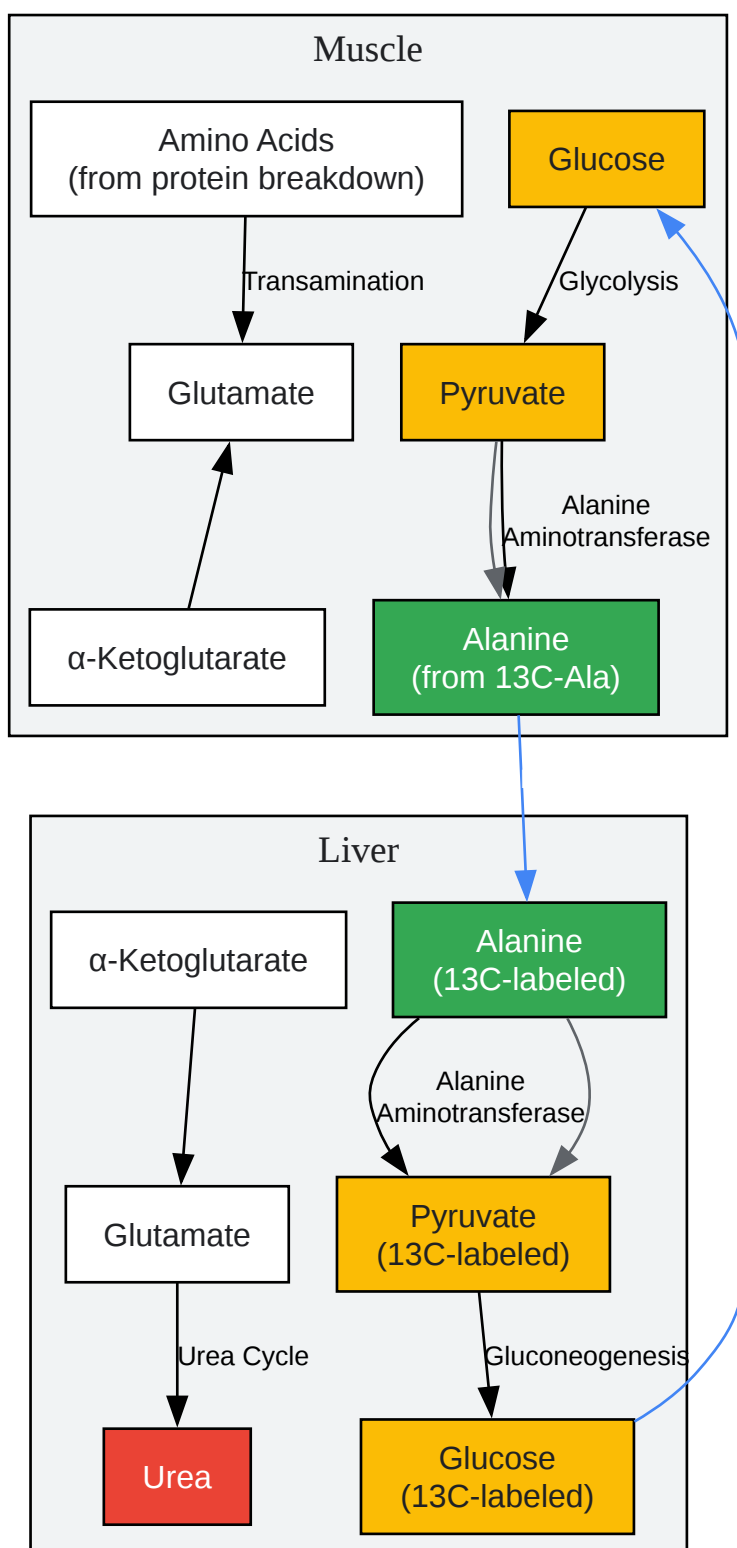 Muscle
Amino Acids
(from protein breakdown)
Glucose
Transamination
Glycolysis
Glutamate
Pyruvate
Alanine
Aminotransferase
α-Ketoglutarate
Alanine
(from 13C-Ala)
Liver
α-Ketoglutarate
Alanine
(13C-labeled)
Alanine
Aminotransferase
Glutamate
Pyruvate
(13C-labeled)
Urea Cycle
Gluconeogenesis
Urea
Glucose
(13C-labeled)